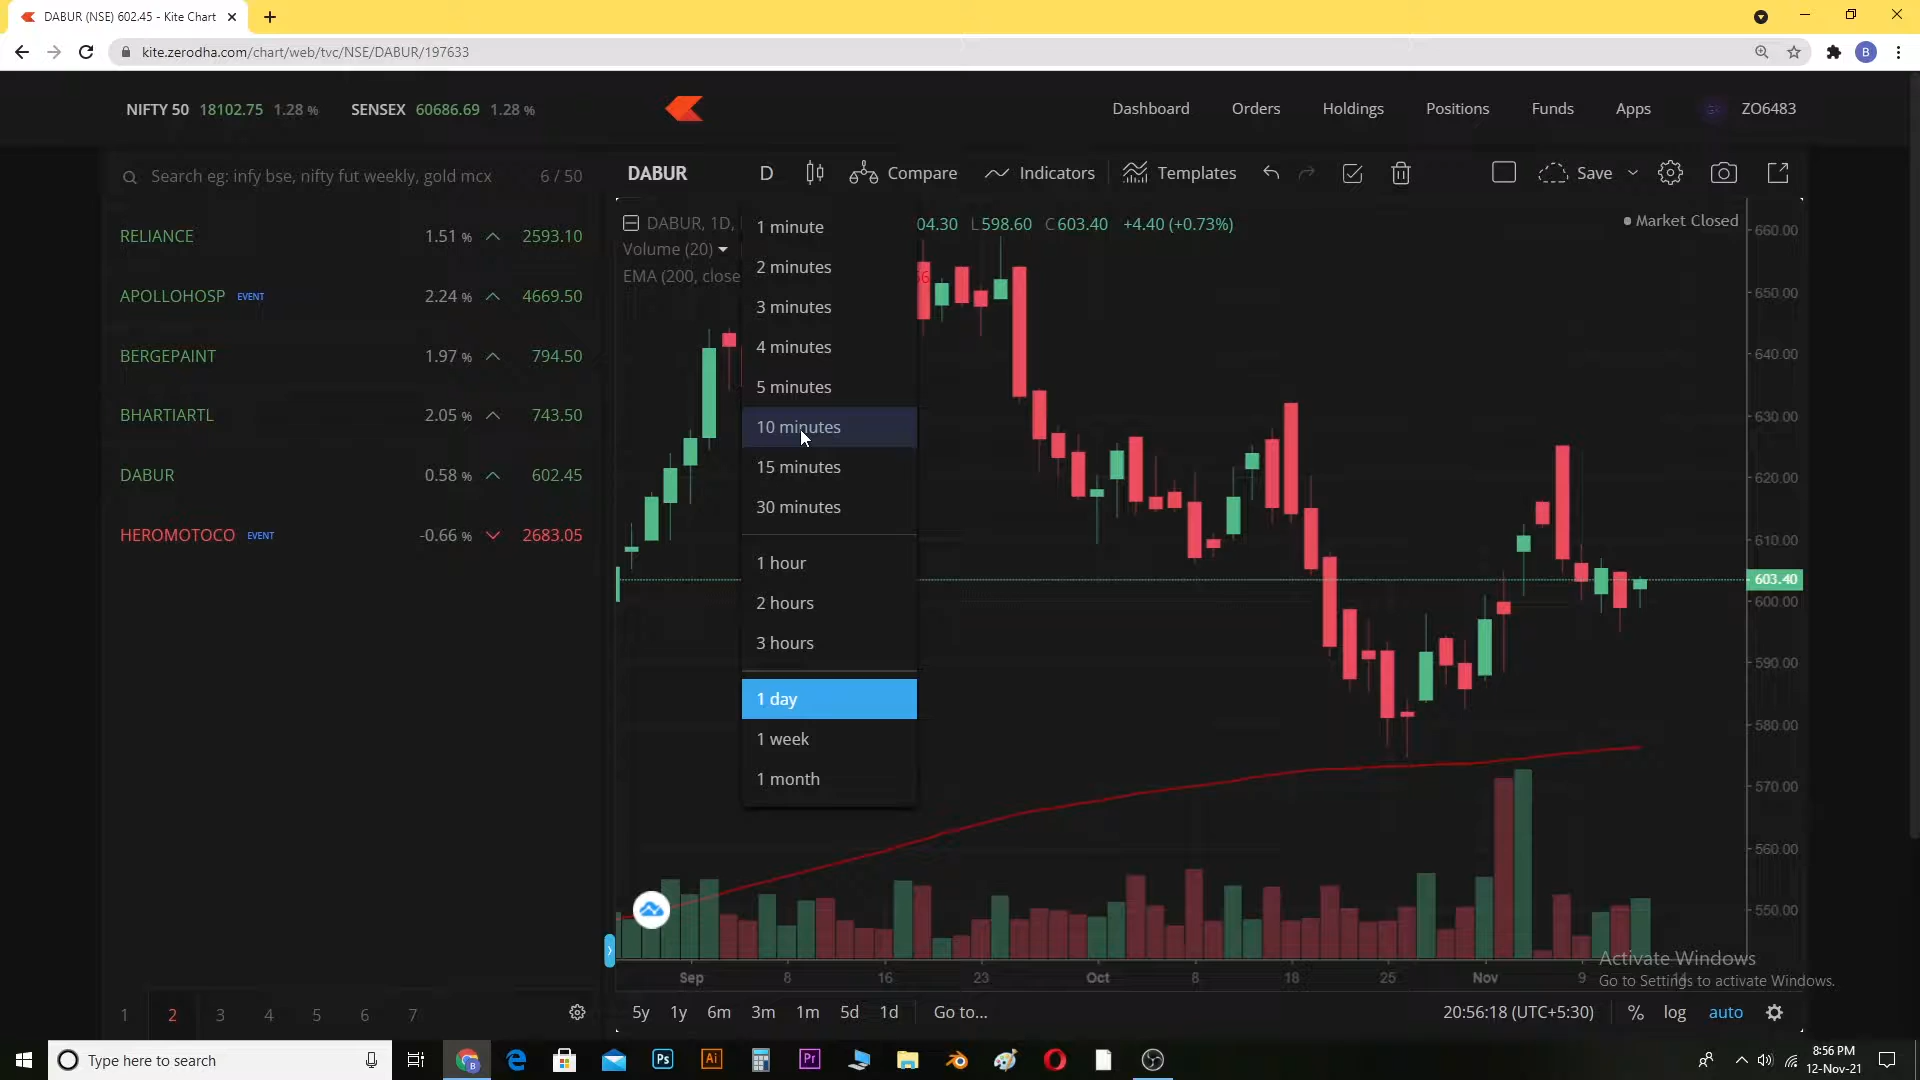 DABUR (NSE) 602.45 - Kite Chart
kite.zerodha.com/chart/web/tvc/NSE/DABUR/197633
B
NIFTY 50 18102.75 1.28 % SENSEX 60686.69 1.28 %
Dashboard Orders Holdings Positions Funds Apps ZO6483
Search eg: infy bse, nifty fut weekly, gold mcx 6 / 50
DABUR D Compare Indicators Templates Save
RELIANCE 1.51 % 2593.10
APOLLOHOSP EVENT 2.24 % 4669.50
BERGEPAINT 1.97 % 794.50
BHARTIARTL 2.05 % 743.50
DABUR 0.58 % 602.45
HEROMOTOCO EVENT -0.66 % 2683.05
1 2 3 4 5 6 7
DABUR, 1D, 04.30 L598.60 C603.40 +4.40 (+0.73%)
Market Closed
Volume (20)
EMA (200, close
1 minute
2 minutes
3 minutes
4 minutes
5 minutes
10 minutes
15 minutes
30 minutes
1 hour
2 hours
3 hours
1 day
1 week
1 month
660.00
650.00
640.00
630.00
620.00
610.00
603.40
600.00
590.00
580.00
570.00
560.00
550.00
Sep 8 16 23 Oct 8 18 25 Nov 9
Activate Windows
Go to Settings to activate Windows.
5y 1y 6m 3m 1m 5d 1d Go to...
20:56:18 (UTC+5:30) % log auto
Type here to search
B
Ps Ai Pr
8:56 PM
12-Nov-21